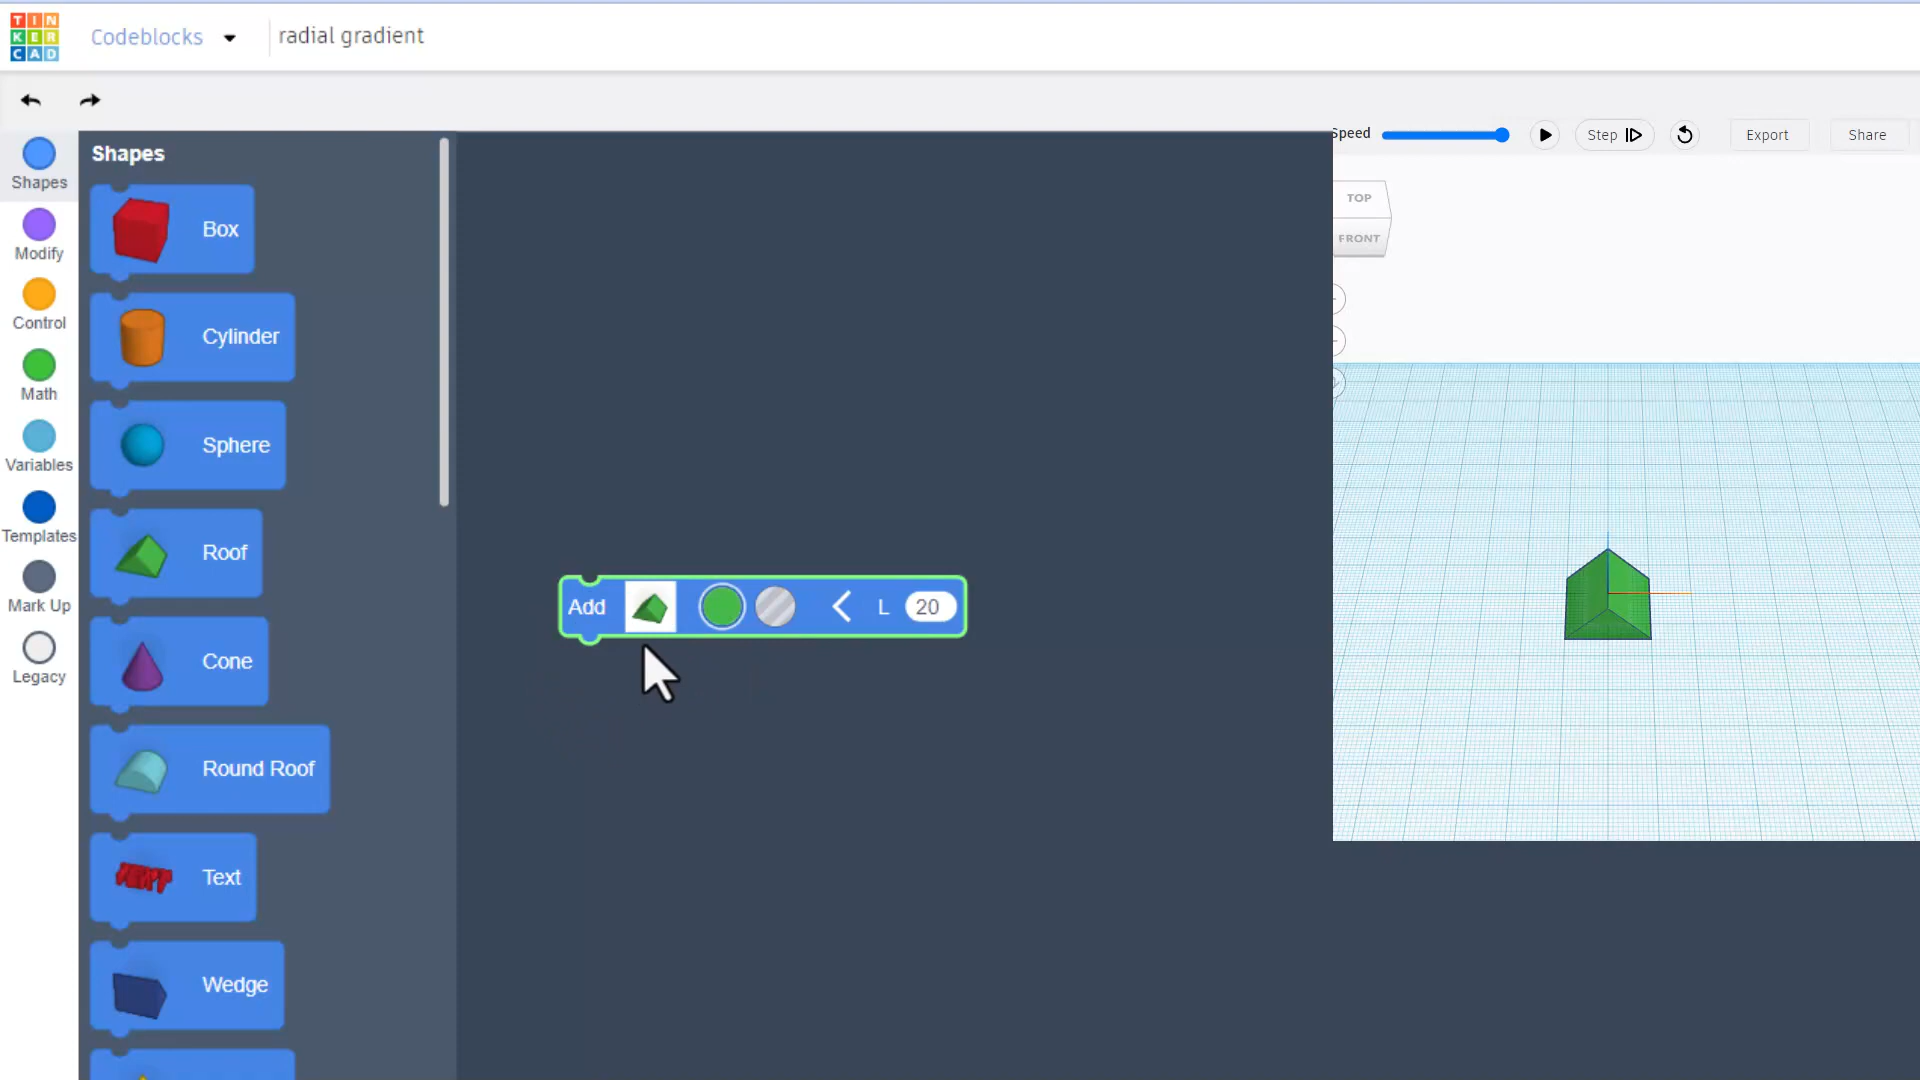 TIN
KER
CAD
Codeblocks
radial gradient
Speed
Step
Export
Share
Shapes
Modify
Control
Math
Variables
Templates
Mark Up
Legacy
Shapes
Box
Cylinder
Sphere
Roof
Cone
Round Roof
Text
Wedge
Add L 20
TOP
FRONT